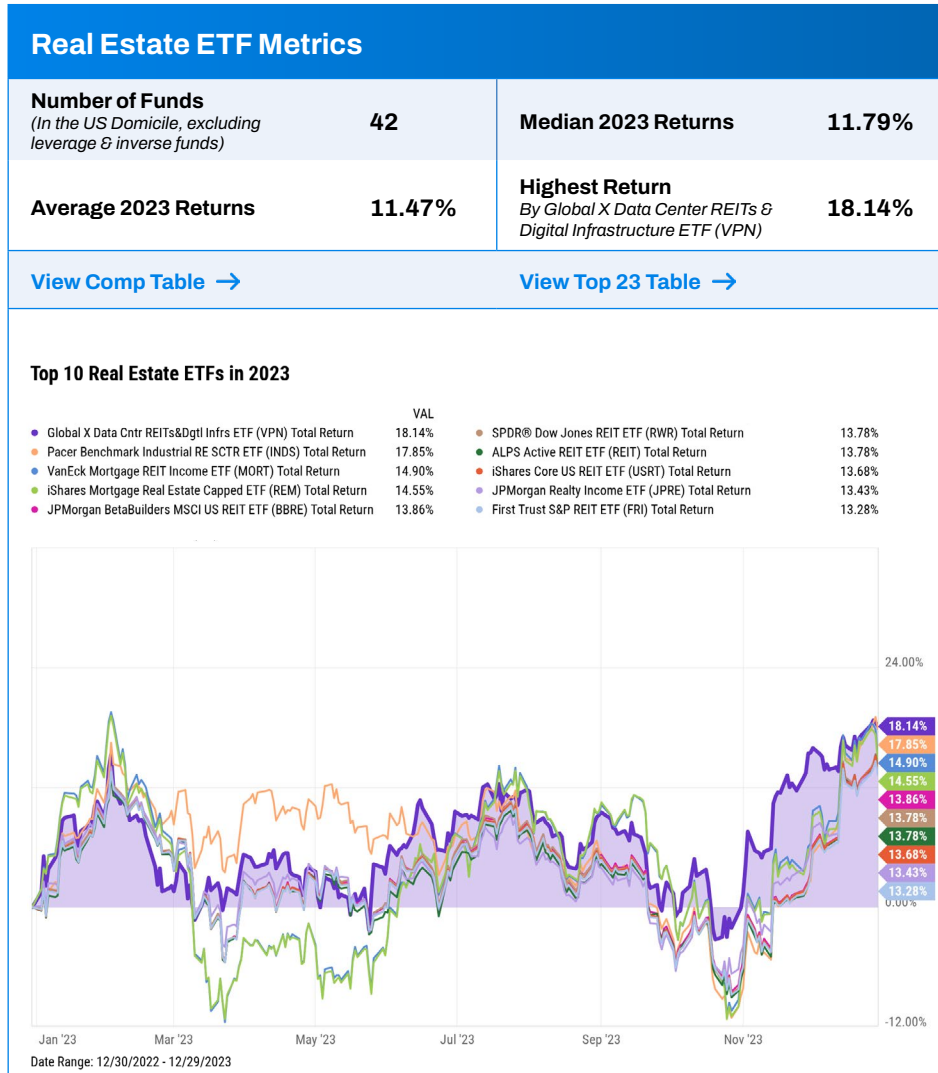 Real Estate ETF Metrics
Number of Funds
(In the US Domicile, excluding
leverage & inverse funds)
42
Median 2023 Returns
11.79%
Average 2023 Returns
11.47%
Highest Return
By Global X Data Center REITs &
Digital Infrastructure ETF (VPN)
18.14%
View Comp Table →
View Top 23 Table →
Top 10 Real Estate ETFs in 2023
VAL
Global X Data Cntr REITs&Dgtl Infrs ETF (VPN) Total Return 18.14%
Pacer Benchmark Industrial RE SCTR ETF (INDS) Total Return 17.85%
VanEck Mortgage REIT Income ETF (MORT) Total Return 14.90%
iShares Mortgage Real Estate Capped ETF (REM) Total Return 14.55%
JPMorgan BetaBuilders MSCI US REIT ETF (BBRE) Total Return 13.86%
SPDR® Dow Jones REIT ETF (RWR) Total Return 13.78%
ALPS Active REIT ETF (REIT) Total Return 13.78%
iShares Core US REIT ETF (USRT) Total Return 13.68%
JPMorgan Realty Income ETF (JPRE) Total Return 13.43%
First Trust S&P REIT ETF (FRI) Total Return 13.28%
24.00%
18.14%
17.85%
14.90%
14.55%
13.86%
13.78%
13.78%
13.68%
13.43%
13.28%
0.00%
-12.00%
Jan '23 Mar '23 May '23 Jul '23 Sep '23 Nov '23
Date Range: 12/30/2022 - 12/29/2023